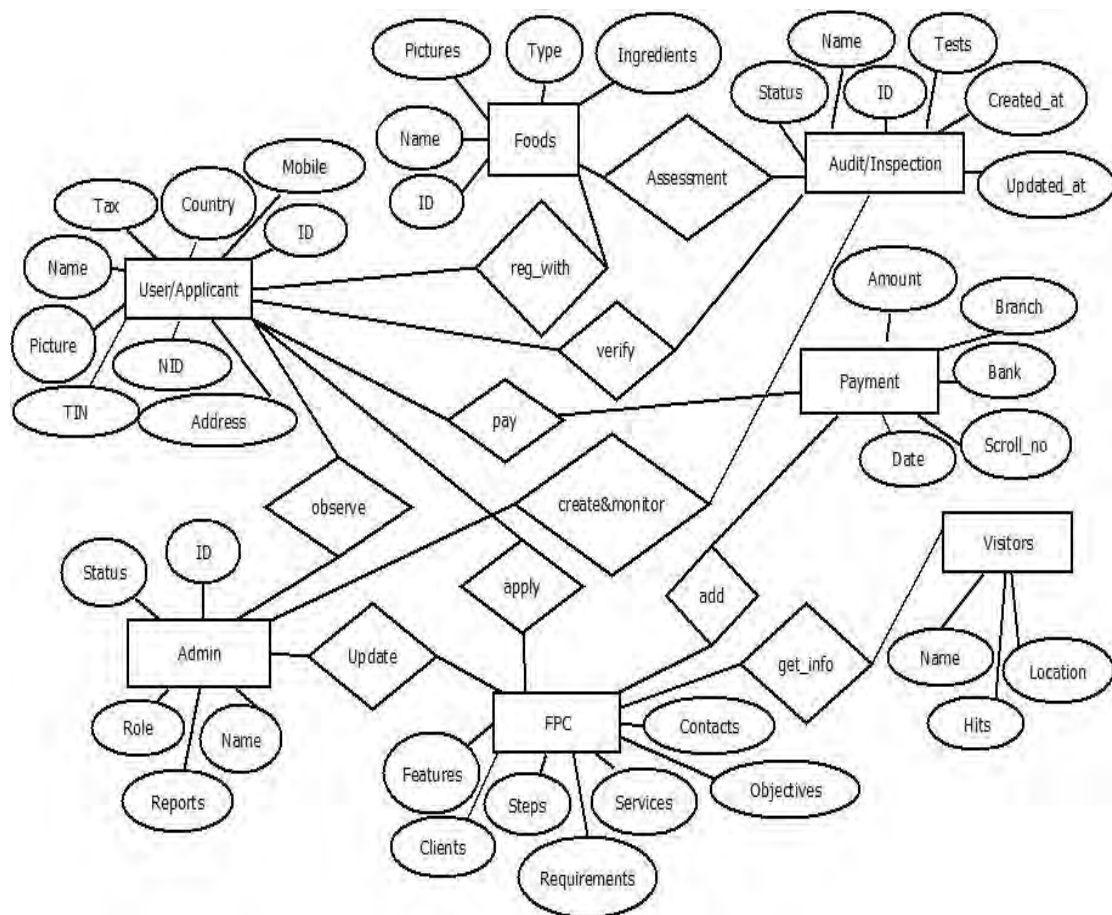 Pictures
Type
Ingredients
Name
Tests
Status
ID
Created_at
Name
Foods
Assessment
Audit/Inspection
ID
Updated_at
Mobile
Tax
Country
ID
Name
User/Applicant
reg_with
Amount
Branch
Picture
NID
verify
Payment
Bank
TIN
Address
pay
Date
Scroll_no
observe
create&monitor
Visitors
ID
Status
apply
add
Admin
Update
get_info
Name
Location
Role
Name
FPC
Contacts
Hits
Reports
Features
Steps
Services
Objectives
Clients
Requirements